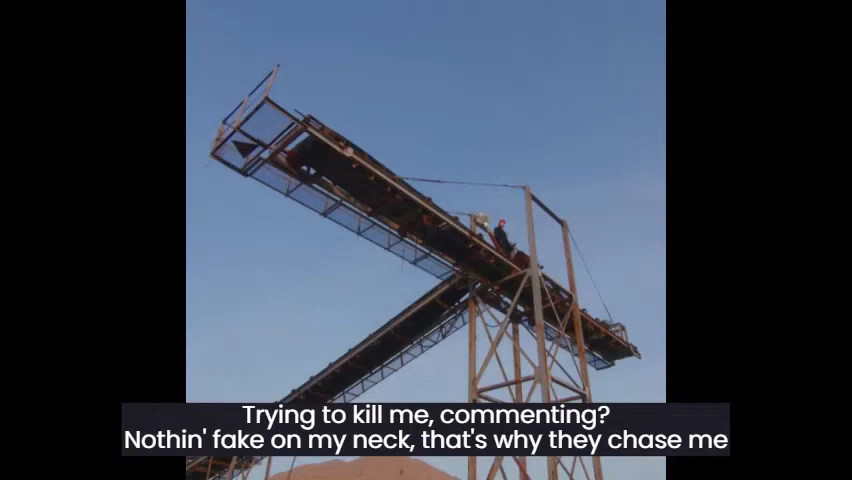 Trying to kill me, commenting?
Nothin' fake on my neck, that's why they chase me